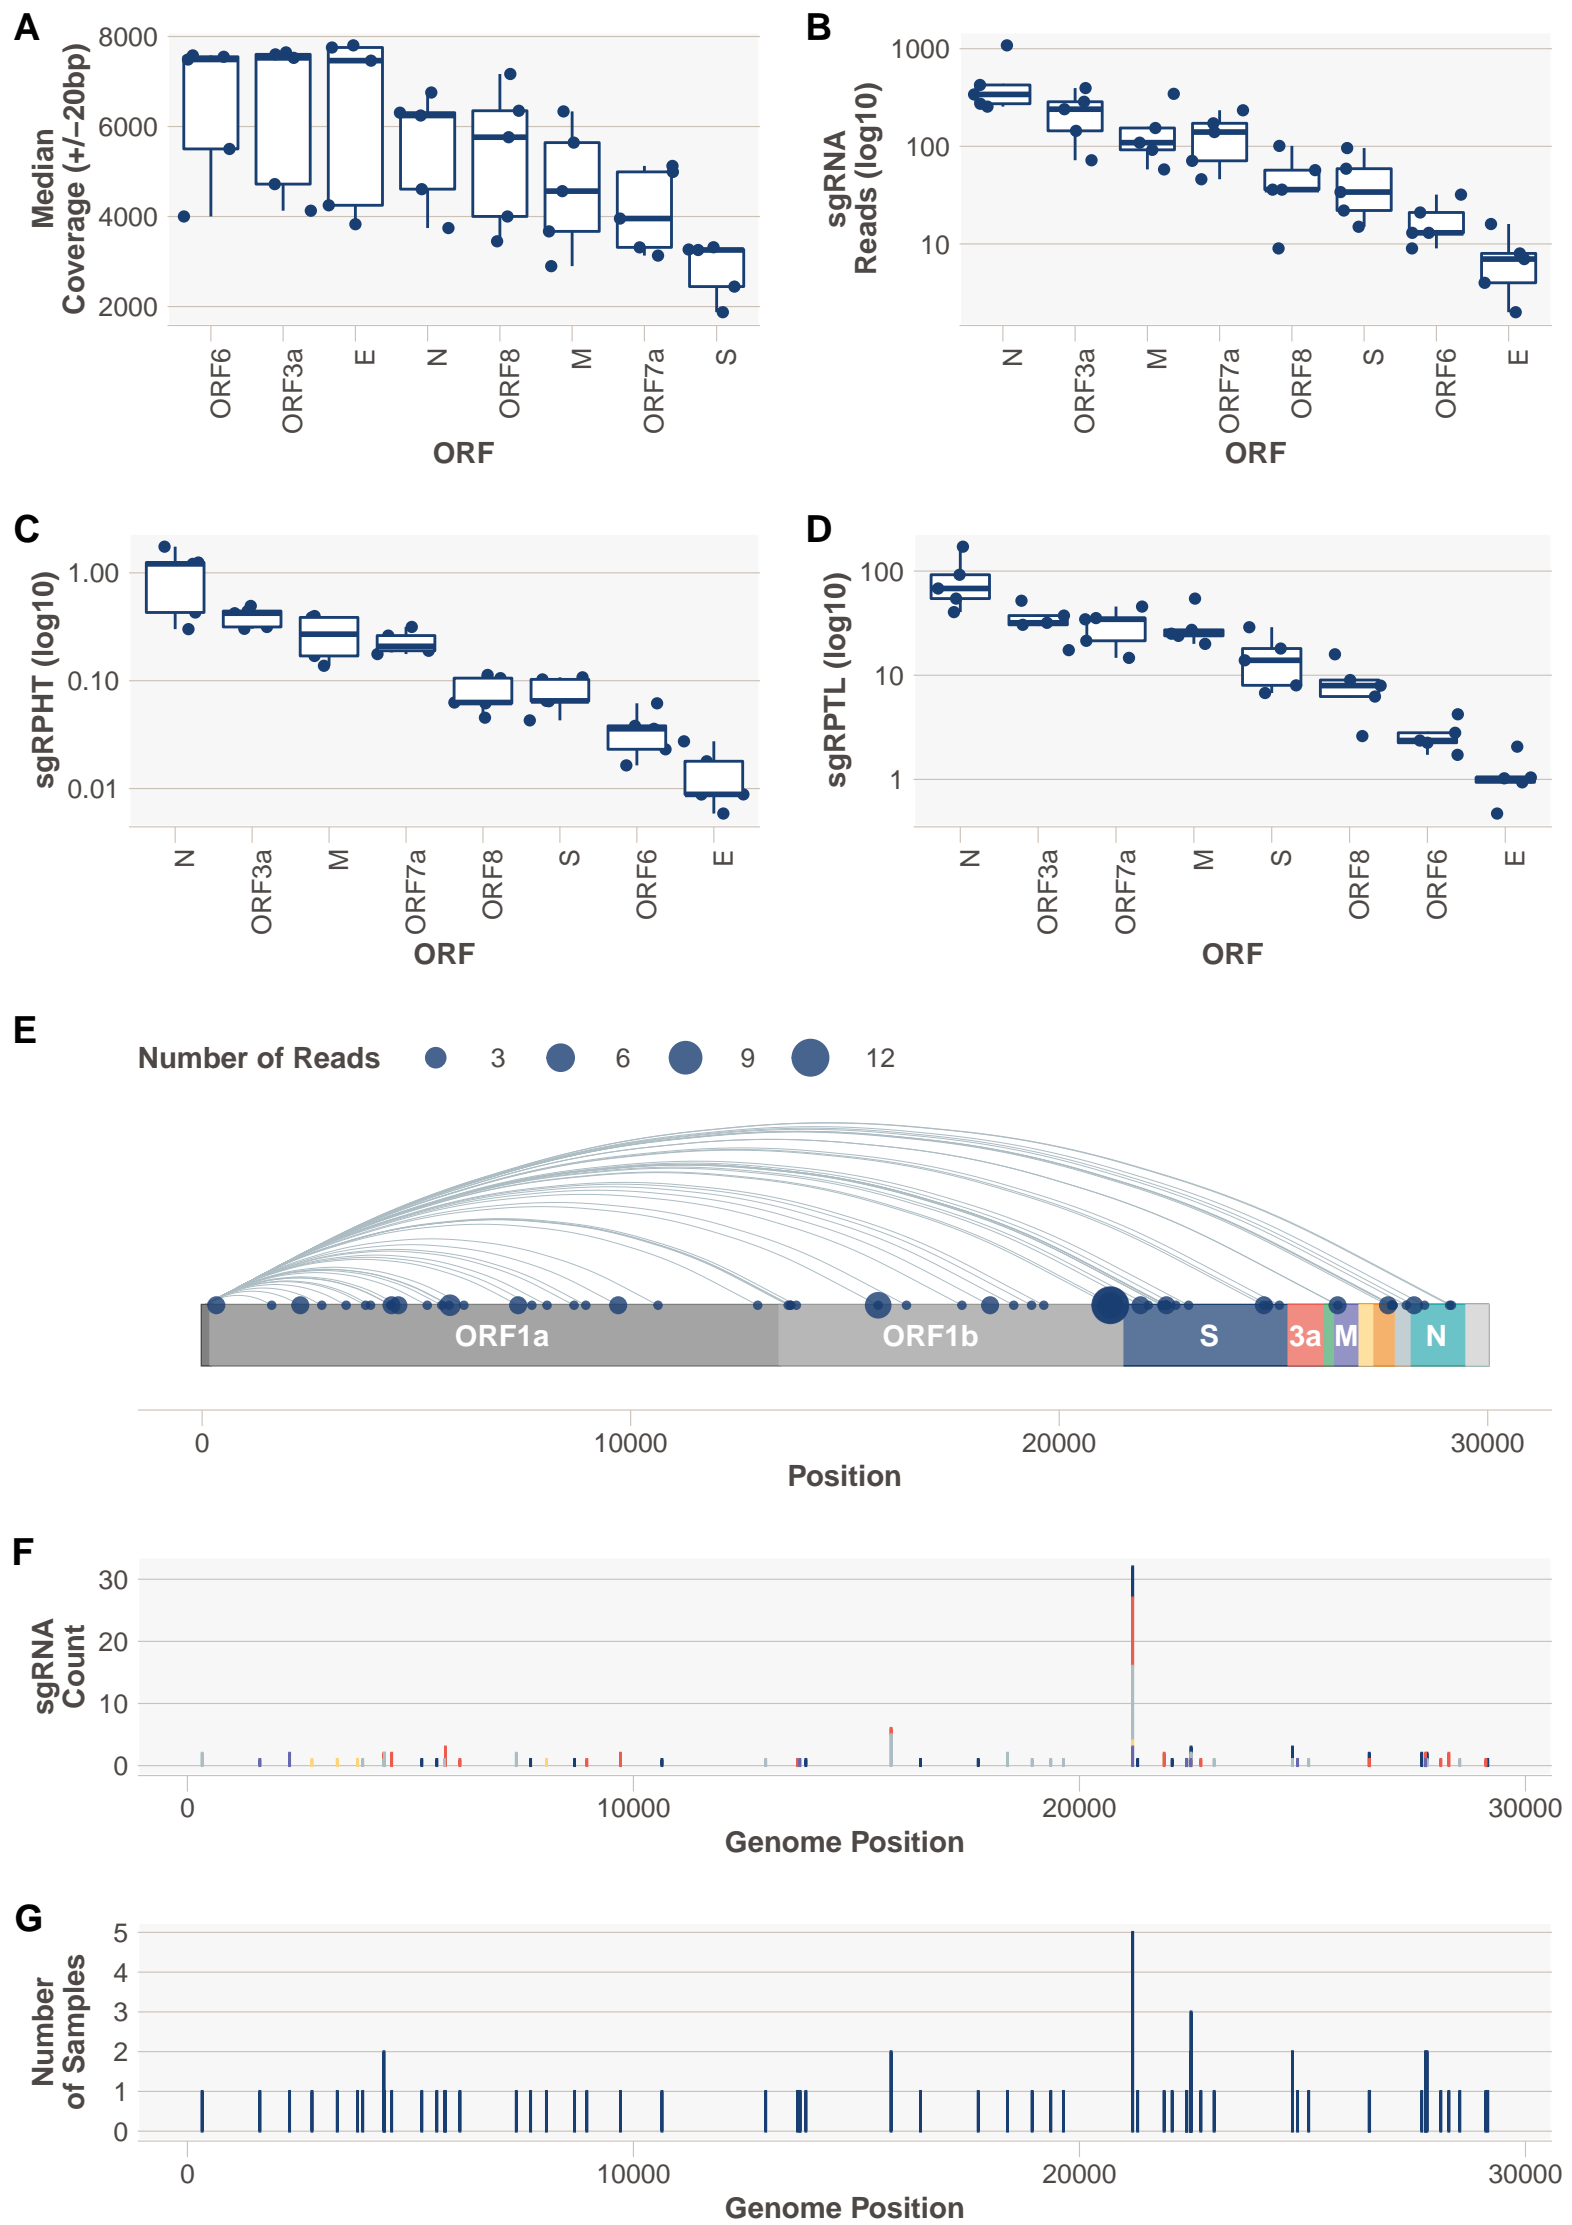 A
Median
Coverage (+/−20bp)
8000
6000
4000
2000
ORF6
ORF3a
E
N
ORF8
M
ORF7a
S
ORF
B
sgRNA
Reads (log10)
1000
100
10
N
ORF3a
M
ORF7a
ORF8
S
ORF6
E
ORF
C
sgRPHT (log10)
1.00
0.10
0.01
N
ORF3a
M
ORF7a
ORF8
S
ORF6
E
ORF
D
sgRPTL (log10)
100
10
1
N
ORF3a
ORF7a
M
S
ORF8
ORF6
E
ORF
E
Number of Reads 3 6 9 12
ORF1a ORF1b S 3a M N
0 10000 20000 30000
Position
F
sgRNA
Count
30
20
10
0
0 10000 20000 30000
Genome Position
G
Number
of Samples
5
4
3
2
1
0
0 10000 20000 30000
Genome Position